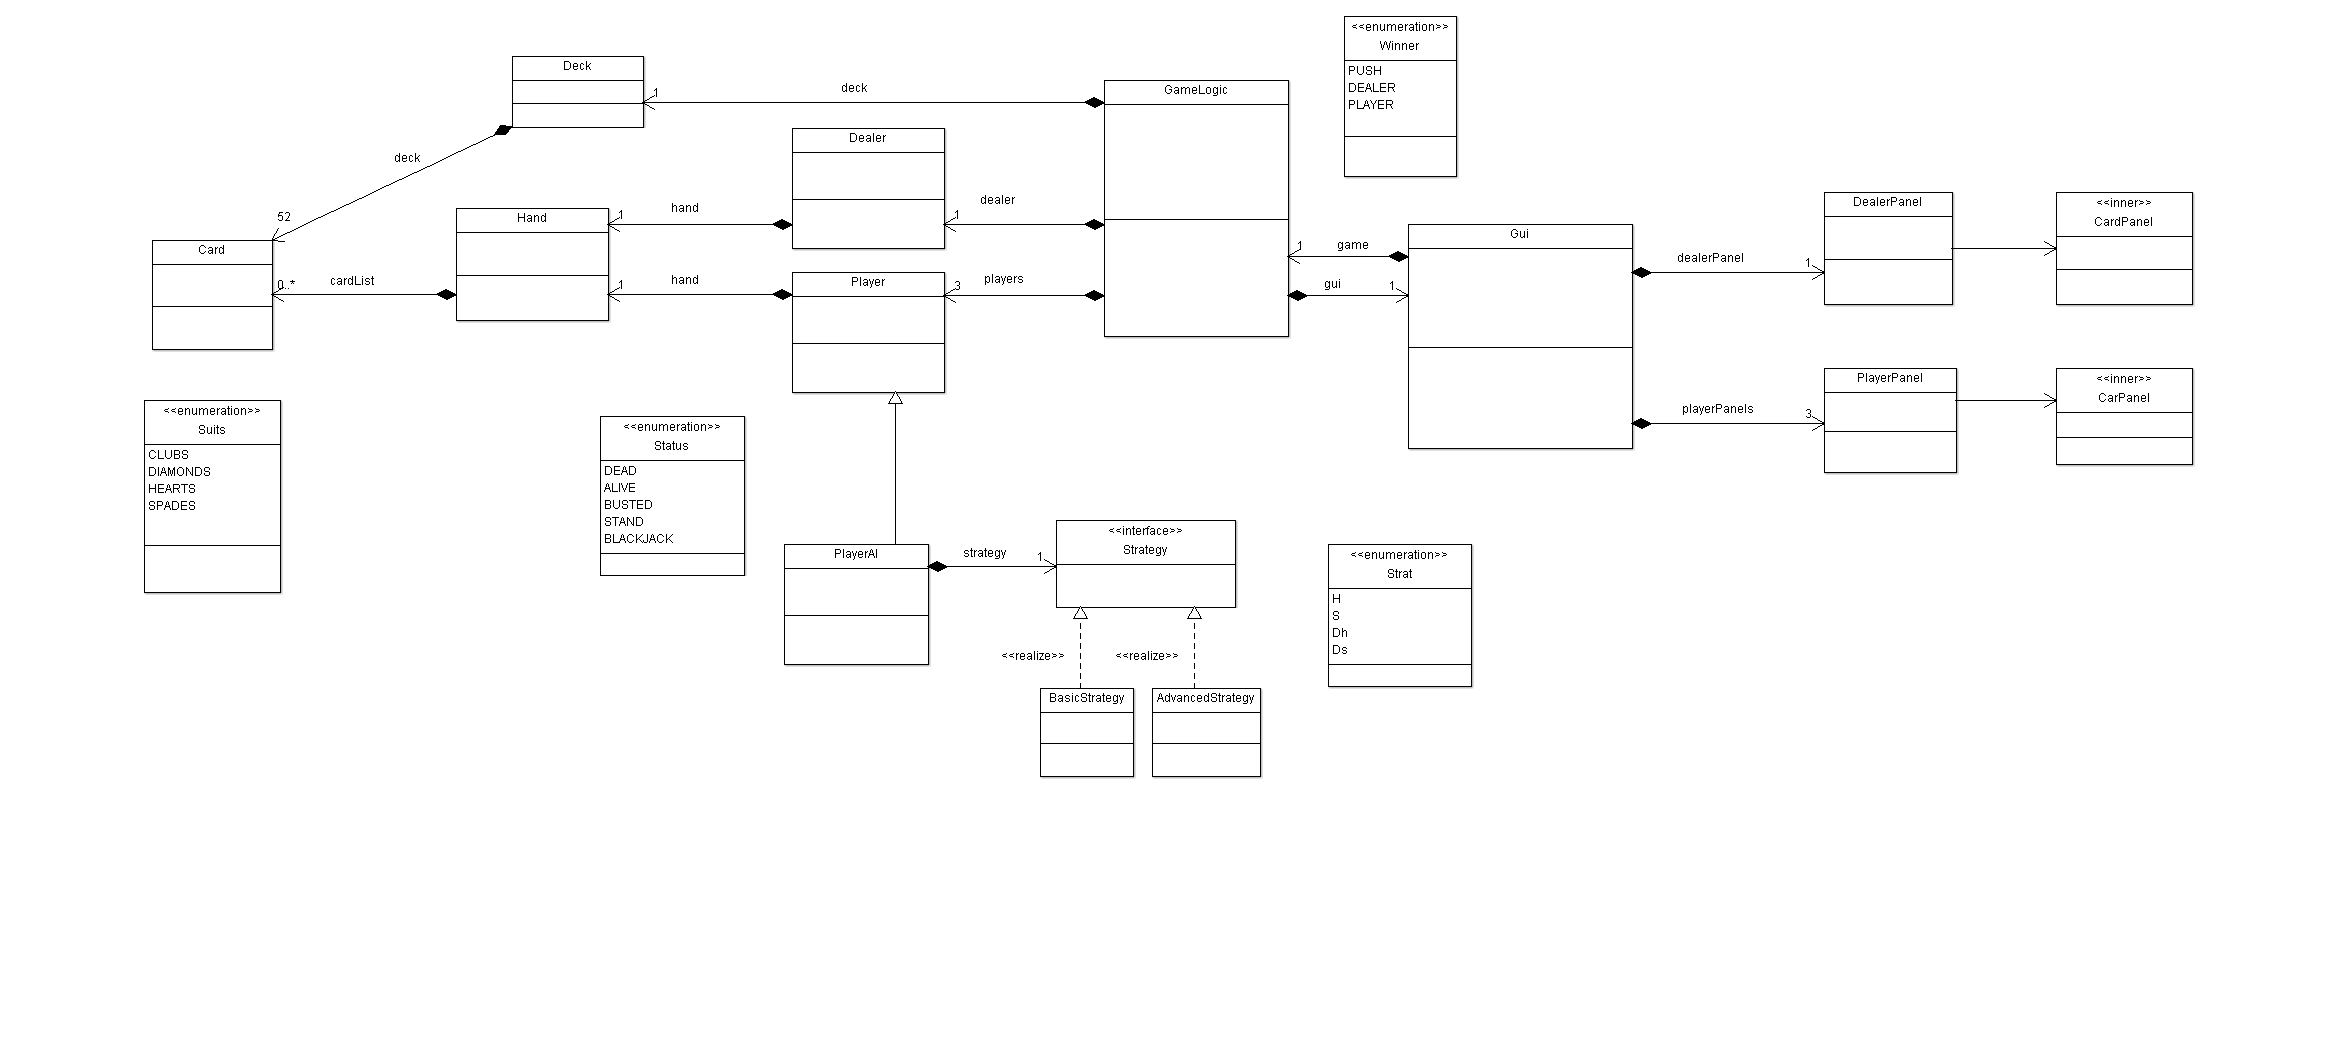 <<enumeration>>
Winner
PUSH
DEALER
PLAYER
Deck
1
deck
GameLogic
Dealer
deck
52
Hand
1
hand
1
dealer
DealerPanel
<<inner>>
CardPanel
Card
Gui
1
game
dealerPanel
1
0..*
cardList
1
hand
Player
3
players
gui
1
PlayerPanel
<<inner>>
CarPanel
playerPanels
3
<<enumeration>>
Suits
CLUBS
DIAMONDS
HEARTS
SPADES
<<enumeration>>
Status
DEAD
ALIVE
BUSTED
STAND
BLACKJACK
PlayerAI
strategy
1
<<interface>>
Strategy
<<enumeration>>
Strat
H
S
Dh
Ds
<<realize>>
<<realize>>
BasicStrategy
AdvancedStrategy